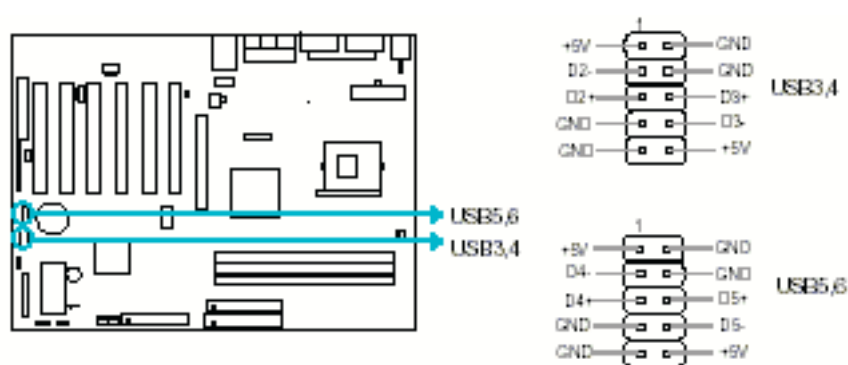 1
+5V GND
D2- GND
D2+ D3+
GND D3-
GND +5V
USB3,4
USB5,6
USB3,4
1
+5V GND
D4- GND
D4+ D5+
GND D5-
GND +5V
USB5,6